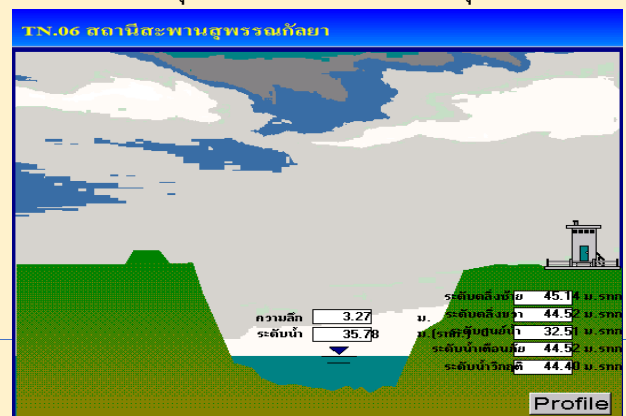 TN.06 สถานีสะพานสุพรรณกัลยา
ความลึก 3.27 ม.
ระดับน้ำ 35.78 ม.(รทก.)
ระดับตลิ่งซ้าย 45.14 ม.รทก
ระดับตลิ่งขวา 44.52 ม.รทก
ระดับศูนย์น้ำ 32.51 ม.รทก
ระดับน้ำเตือนภัย 44.52 ม.รทก
ระดับน้ำวิกฤติ 44.40 ม.รทก
Profile